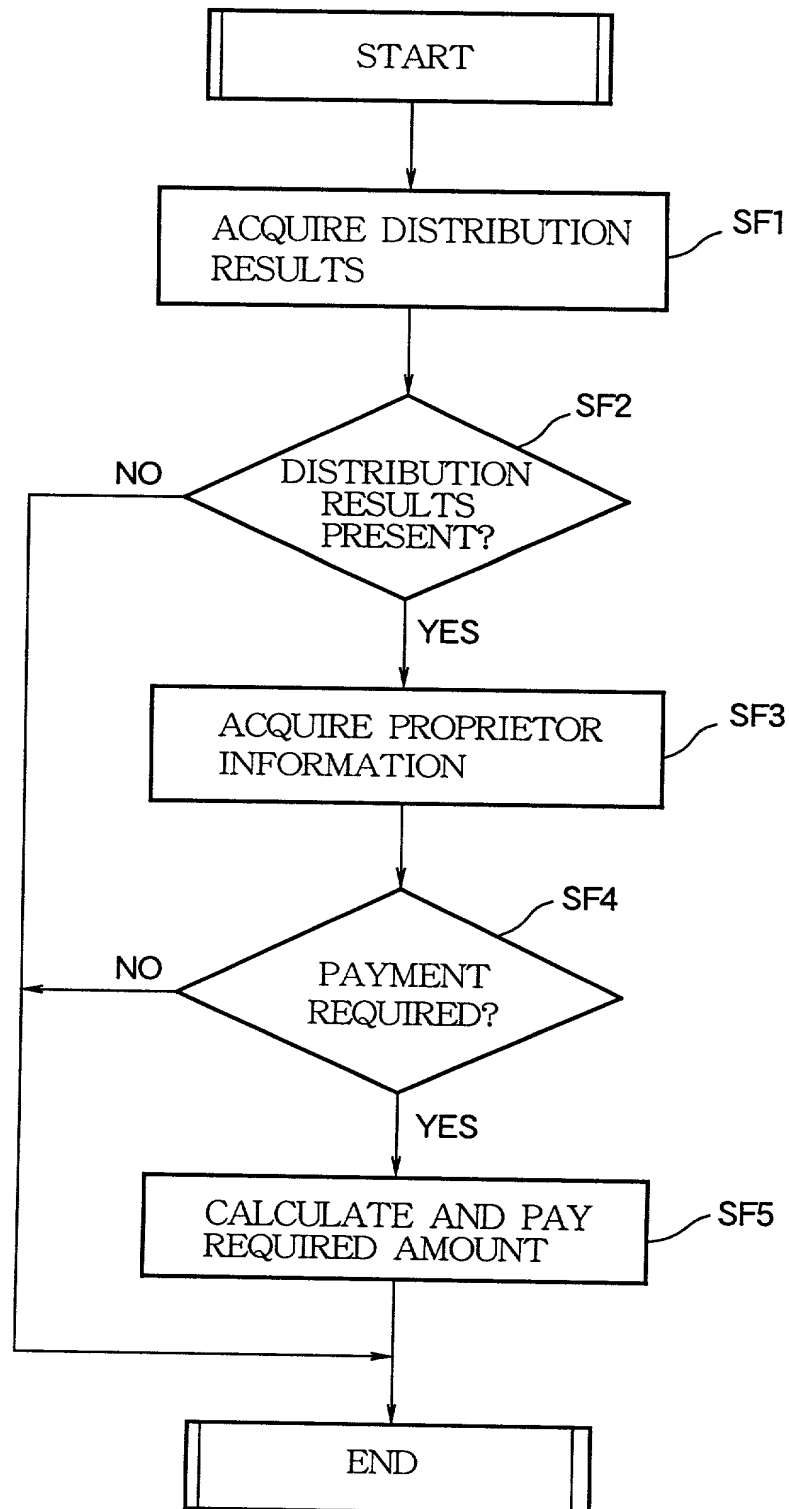 START
ACQUIRE DISTRIBUTION
RESULTS
SF1
SF2
NO
DISTRIBUTION
RESULTS
PRESENT?
YES
ACQUIRE PROPRIETOR
INFORMATION
SF3
SF4
NO
PAYMENT
REQUIRED?
YES
CALCULATE AND PAY
REQUIRED AMOUNT
SF5
END